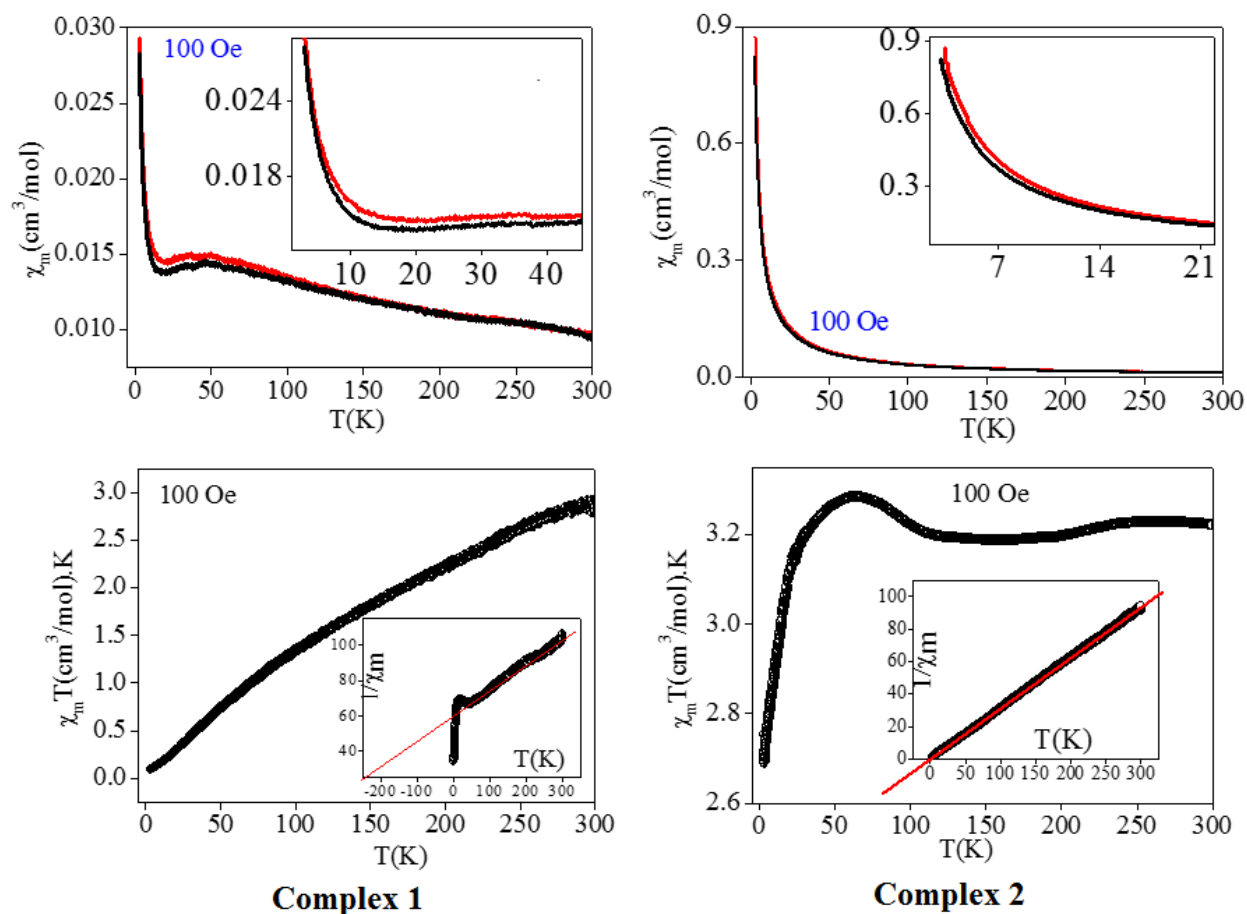 100 Oe
0.030
0.025
0.020
0.015
0.010
0.024
0.018
10 20 30 40
0 50 100 150 200 250 300
T(K)
χm(cm³/mol)
100 Oe
0.9
0.6
0.3
0.0
0.9
0.6
0.3
7 14 21
0 50 100 150 200 250 300
T(K)
χm(cm³/mol)
100 Oe
3.0
2.5
2.0
1.5
1.0
0.5
0.0
1/χm
100
80
60
40
T(K)
-200 -100 0 100 200 300
0 50 100 150 200 250 300
T(K)
χmT(cm³/mol).K
Complex 1
100 Oe
3.2
3.0
2.8
2.6
1/χm
100
80
60
40
20
0
T(K)
0 50 100 150 200 250 300
0 50 100 150 200 250 300
T(K)
χmT(cm³/mol).K
Complex 2